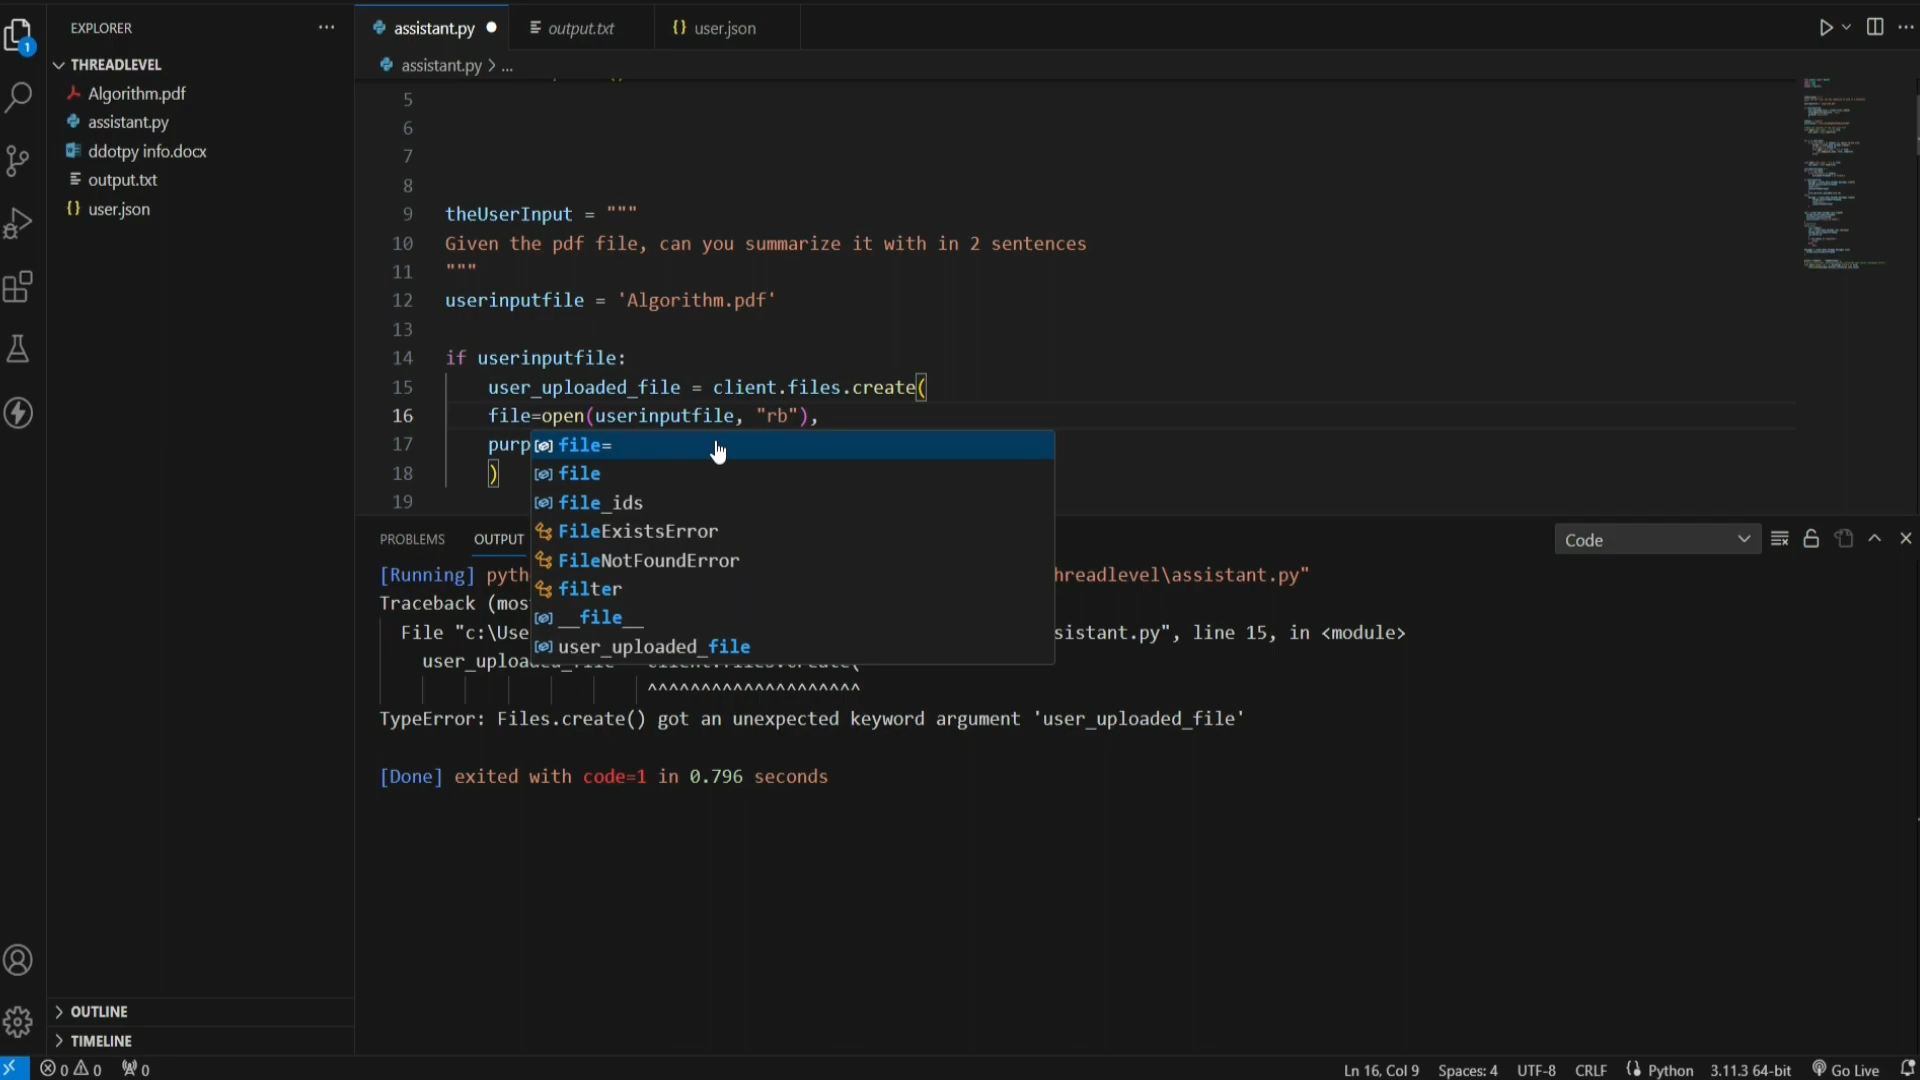 EXPLORER
THREADLEVEL
Algorithm.pdf
assistant.py
ddotpy info.docx
output.txt
user.json
OUTLINE
TIMELINE
1
assistant.py
output.txt
user.json
assistant.py > ...
5
6
7
8
9 theUserInput = """
10 Given the pdf file, can you summarize it with in 2 sentences
11 """
12 userinputfile = 'Algorithm.pdf'
13
14 if userinputfile:
15 user_uploaded_file = client.files.create(
16 file=open(userinputfile, "rb"),
17 purp
18 )
19
file=
file
file_ids
FileExistsError
FileNotFoundError
filter
__file__
user_uploaded_file
PROBLEMS OUTPUT
Code
[Running] pyth hreadlevel\assistant.py"
Traceback (mos
File "c:\Use sistant.py", line 15, in <module>
^^^^^^^^^^^^^^^^^^^^
TypeError: Files.create() got an unexpected keyword argument 'user_uploaded_file'
[Done] exited with code=1 in 0.796 seconds
0 0 0
Ln 16, Col 9 Spaces: 4 UTF-8 CRLF Python 3.11.3 64-bit Go Live